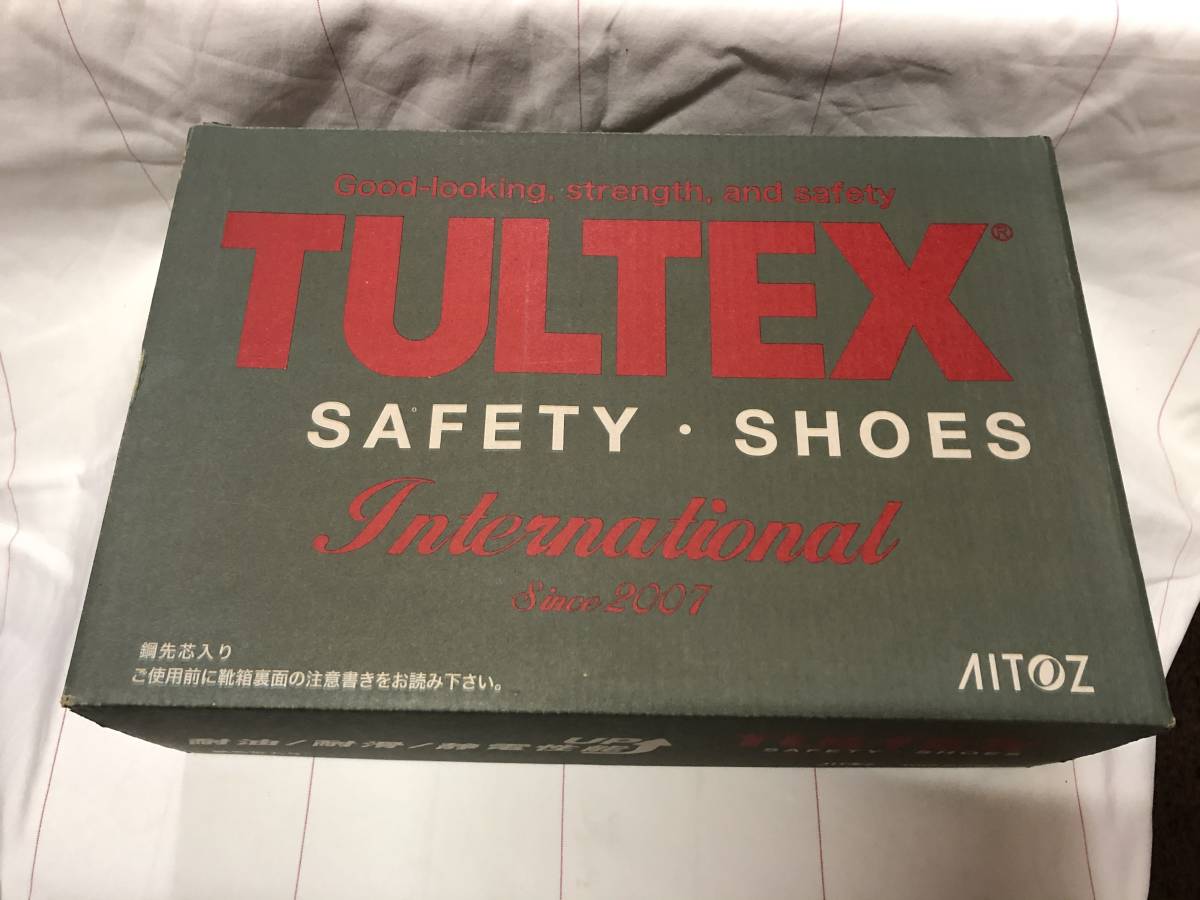 Good-looking, strength, and safety
TULTEX®
SAFETY・SHOES
International
Since 2007
鋼先芯入り
ご使用前に靴箱裏面の注意書きをお読み下さい。
AITOZ
耐油/耐滑/静電性能UP
TULTEX
SAFETY・SHOES
AITOZ